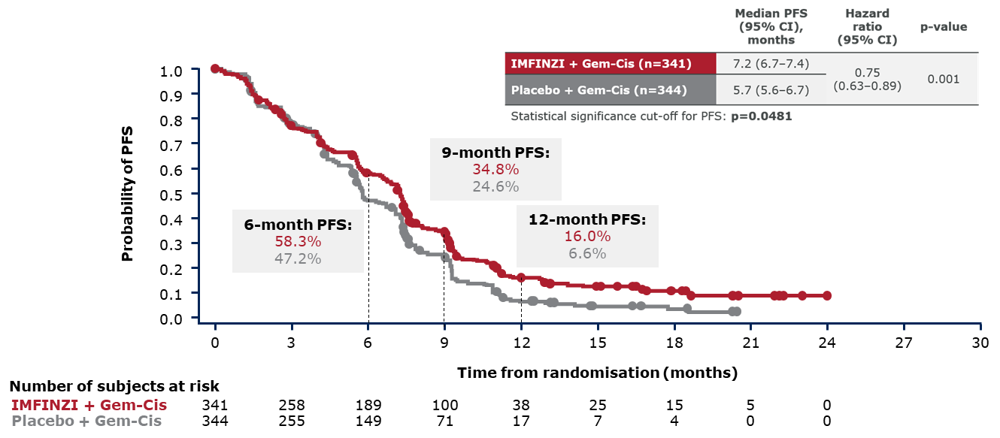 Median PFS (95% CI), months
Hazard ratio (95% CI)
p-value
IMFINZI + Gem-Cis (n=341) 7.2 (6.7–7.4)
0.75 (0.63–0.89)
0.001
Placebo + Gem-Cis (n=344) 5.7 (5.6–6.7)
Statistical significance cut-off for PFS: p=0.0481
Probability of PFS
1.0
0.9
0.8
0.7
0.6
0.5
0.4
0.3
0.2
0.1
0.0
6-month PFS:
58.3%
47.2%
9-month PFS:
34.8%
24.6%
12-month PFS:
16.0%
6.6%
0 3 6 9 12 15 18 21 24 27 30
Time from randomisation (months)
Number of subjects at risk
IMFINZI + Gem-Cis 341 258 189 100 38 25 15 5 0
Placebo + Gem-Cis 344 255 149 71 17 7 4 0 0